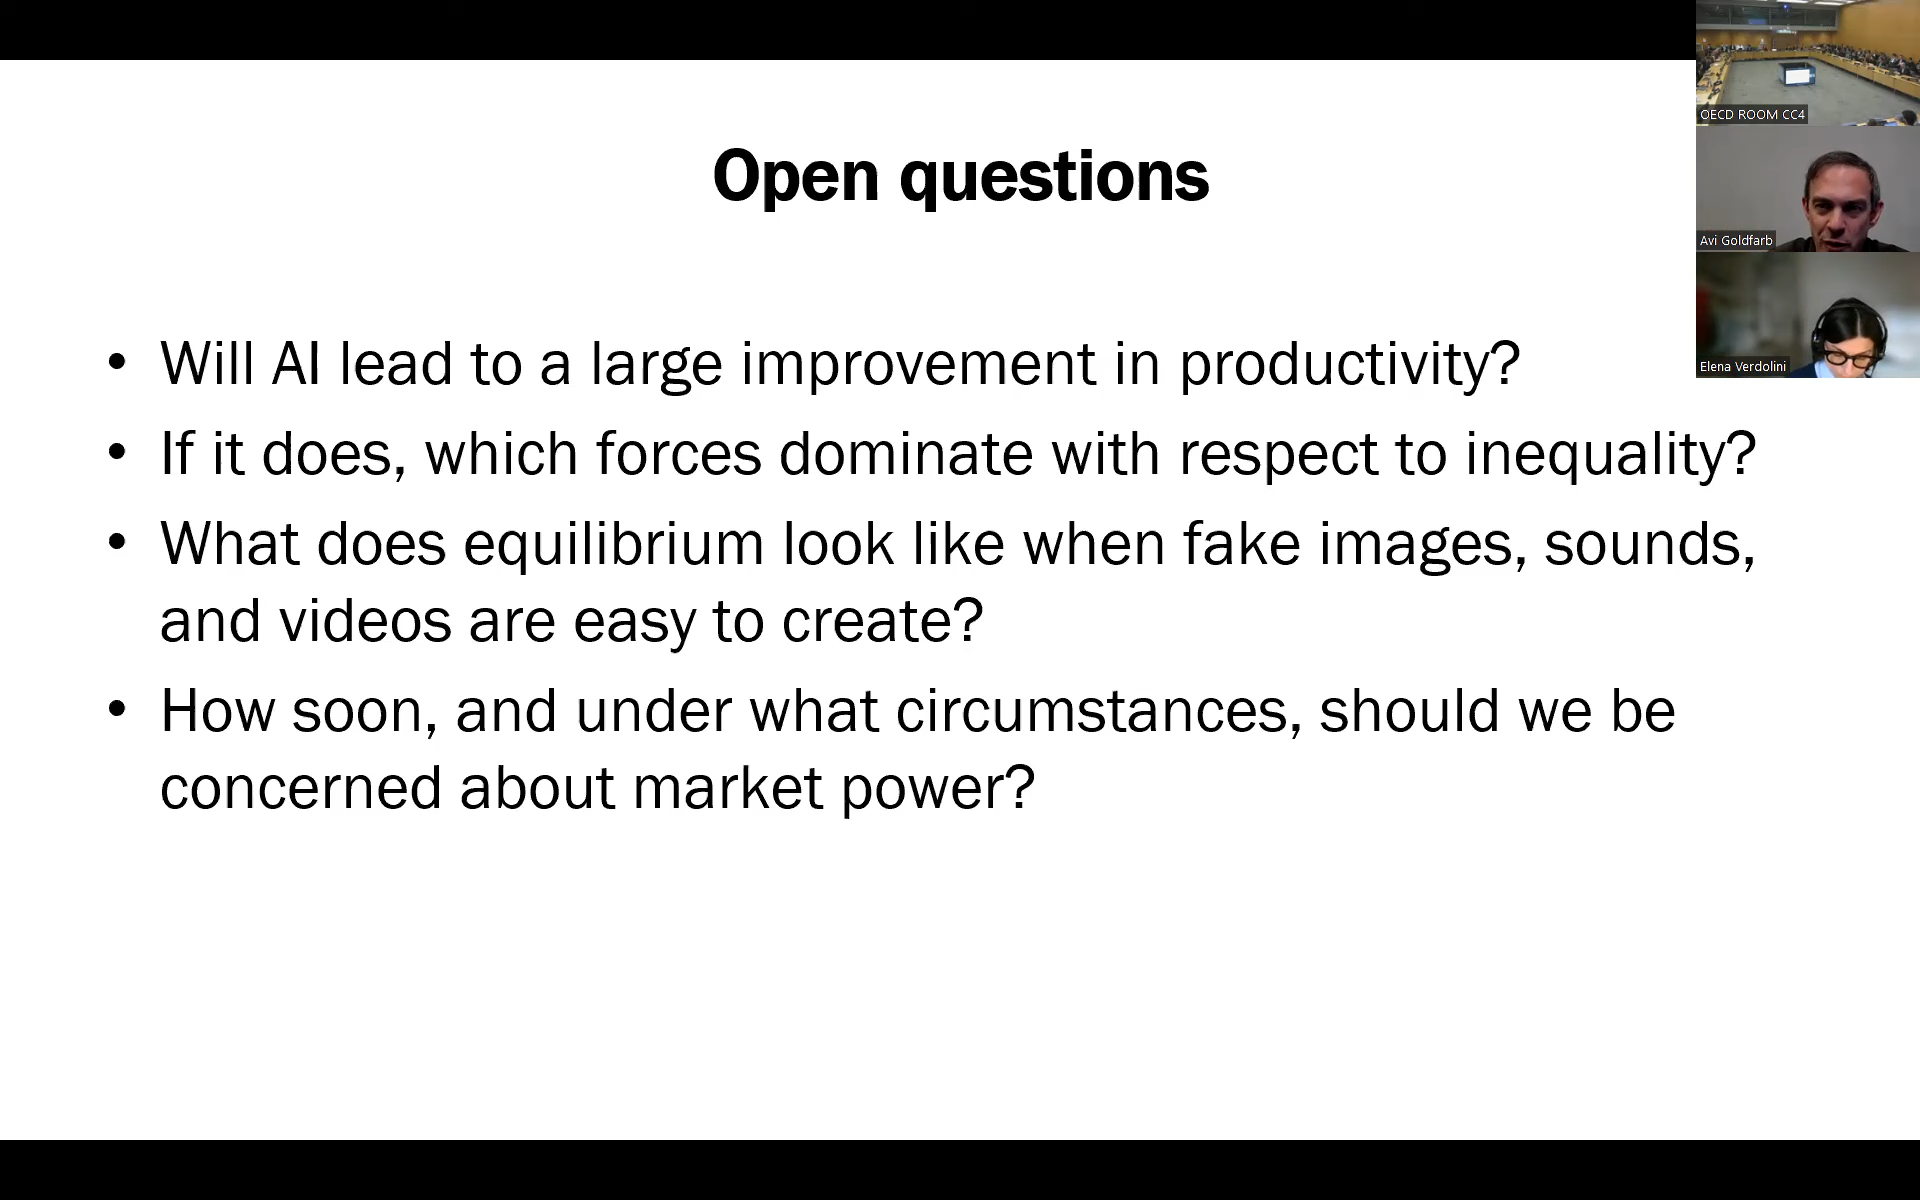 Open questions
• Will AI lead to a large improvement in productivity?
• If it does, which forces dominate with respect to inequality?
• What does equilibrium look like when fake images, sounds,
and videos are easy to create?
• How soon, and under what circumstances, should we be
concerned about market power?
OECD ROOM CC4
Avi Goldfarb
Elena Verdolini